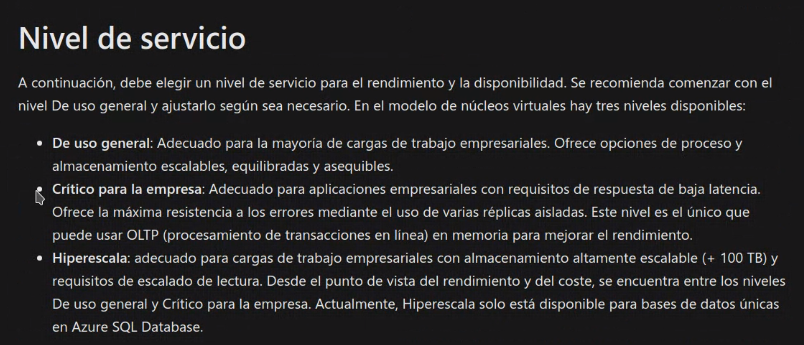 Nivel de servicio
A continuación, debe elegir un nivel de servicio para el rendimiento y la disponibilidad. Se recomienda comenzar con el
nivel De uso general y ajustarlo según sea necesario. En el modelo de núcleos virtuales hay tres niveles disponibles:
• De uso general: Adecuado para la mayoría de cargas de trabajo empresariales. Ofrece opciones de proceso y
almacenamiento escalables, equilibradas y asequibles.
• Crítico para la empresa: Adecuado para aplicaciones empresariales con requisitos de respuesta de baja latencia.
Ofrece la máxima resistencia a los errores mediante el uso de varias réplicas aisladas. Este nivel es el único que
puede usar OLTP (procesamiento de transacciones en línea) en memoria para mejorar el rendimiento.
• Hiperescala: adecuado para cargas de trabajo empresariales con almacenamiento altamente escalable (+ 100 TB) y
requisitos de escalado de lectura. Desde el punto de vista del rendimiento y del coste, se encuentra entre los niveles
De uso general y Crítico para la empresa. Actualmente, Hiperescala solo está disponible para bases de datos únicas
en Azure SQL Database.